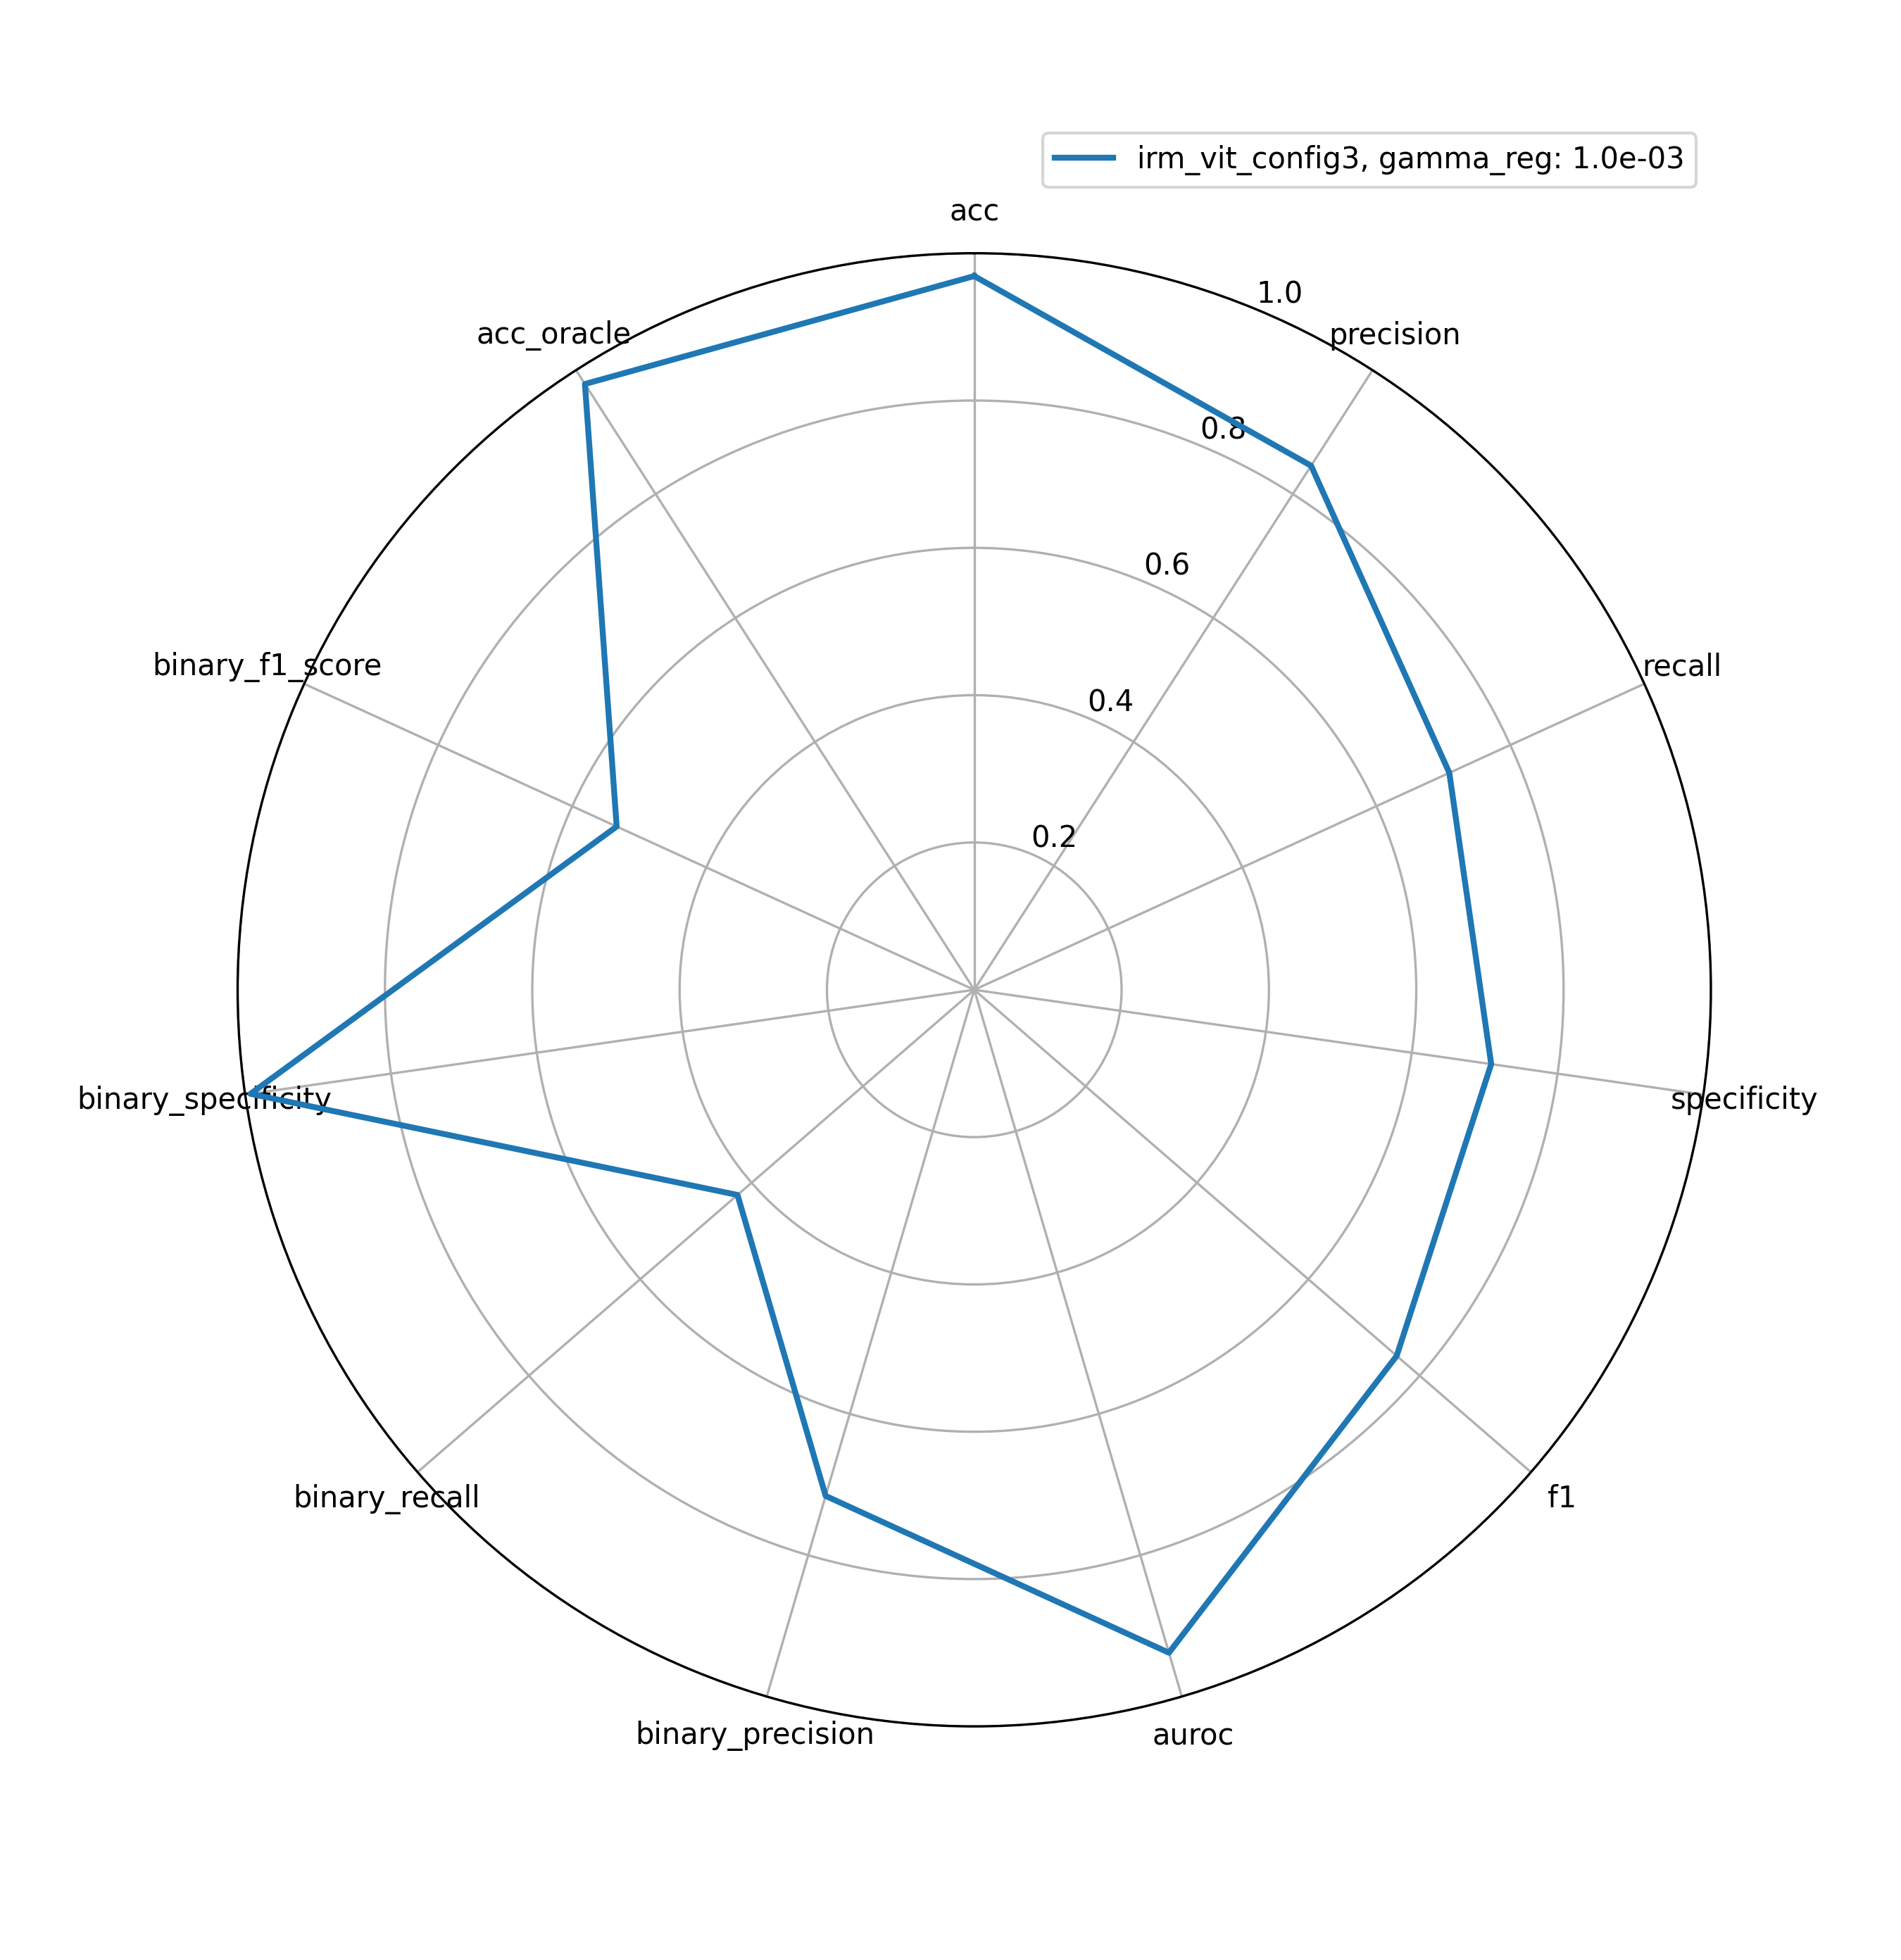 irm_vit_config3, gamma_reg: 1.0e-03
acc
1.0
acc_oracle
precision
0.8
0.6
binary_f1_score
recall
0.4
0.2
binary_specificity
specificity
binary_recall
f1
binary_precision
auroc